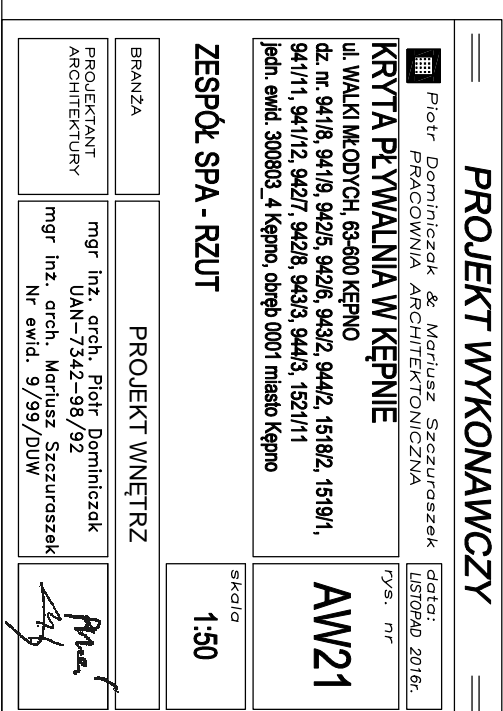 PROJEKT WYKONAWCZY
Piotr Dominiczak & Mariusz Szczuraszek
PRACOWNIA ARCHITEKTONICZNA
data:
LISTOPAD 2016r.
KRYTA PŁYWALNIA W KĘPNIE
ul. WALKI MŁODYCH, 63-600 KĘPNO
dz. nr. 941/8, 941/9, 942/5, 942/6, 943/2, 944/2, 1518/2, 1519/1,
941/11, 941/12, 942/7, 942/8, 943/3, 944/3, 1521/11
jedn. ewid. 300803_4 Kępno, obręb 0001 miasto Kępno
rys. nr
AW21
ZESPÓŁ SPA - RZUT
skala
1:50
BRANŻA
PROJEKT WNĘTRZ
PROJEKTANT
ARCHITEKTURY
mgr inż. arch. Piotr Dominiczak
UAN-7342-98/92
mgr inż. arch. Mariusz Szczuraszek
Nr ewid. 9/99/DUW